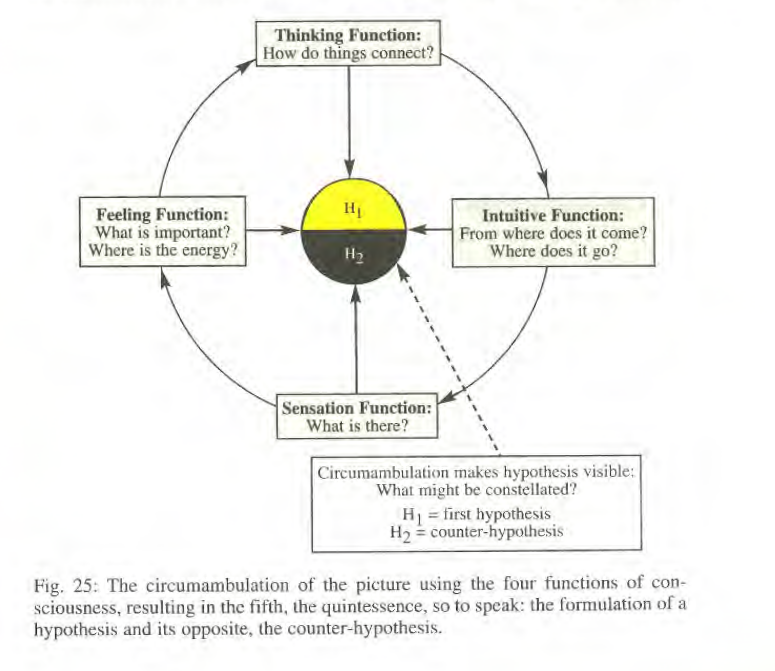 Thinking Function:
How do things connect?
Feeling Function:
What is important?
Where is the energy?
H1
H2
Intuitive Function:
From where does it come?
Where does it go?
Sensation Function:
What is there?
Circumambulation makes hypothesis visible:
What might be constellated?
H1 = first hypothesis
H2 = counter-hypothesis
Fig. 25: The circumambulation of the picture using the four functions of con-
sciousness, resulting in the fifth, the quintessence, so to speak: the formulation of a
hypothesis and its opposite, the counter-hypothesis.